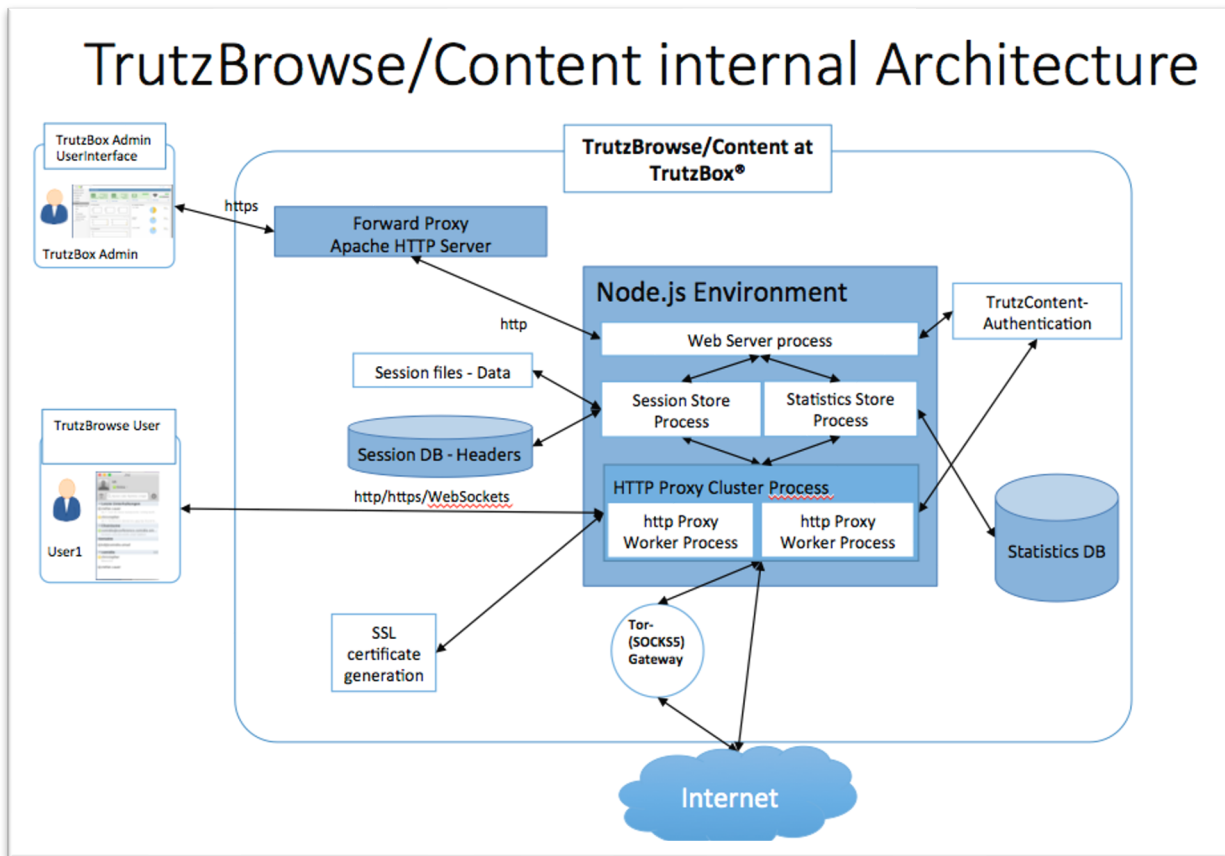 TrutzBrowse/Content internal Architecture
TrutzBox Admin
UserInterface
TrutzBox Admin
https
TrutzBrowse/Content at
TrutzBox®
Forward Proxy
Apache HTTP Server
http
Node.js Environment
Web Server process
TrutzContent-
Authentication
Session files - Data
Session Store
Process
Statistics Store
Process
Session DB - Headers
TrutzBrowse User
User1
http/https/WebSockets
HTTP Proxy Cluster Process
http Proxy
Worker Process
http Proxy
Worker Process
Statistics DB
SSL
certificate
generation
Tor-
(SOCKS5)
Gateway
Internet